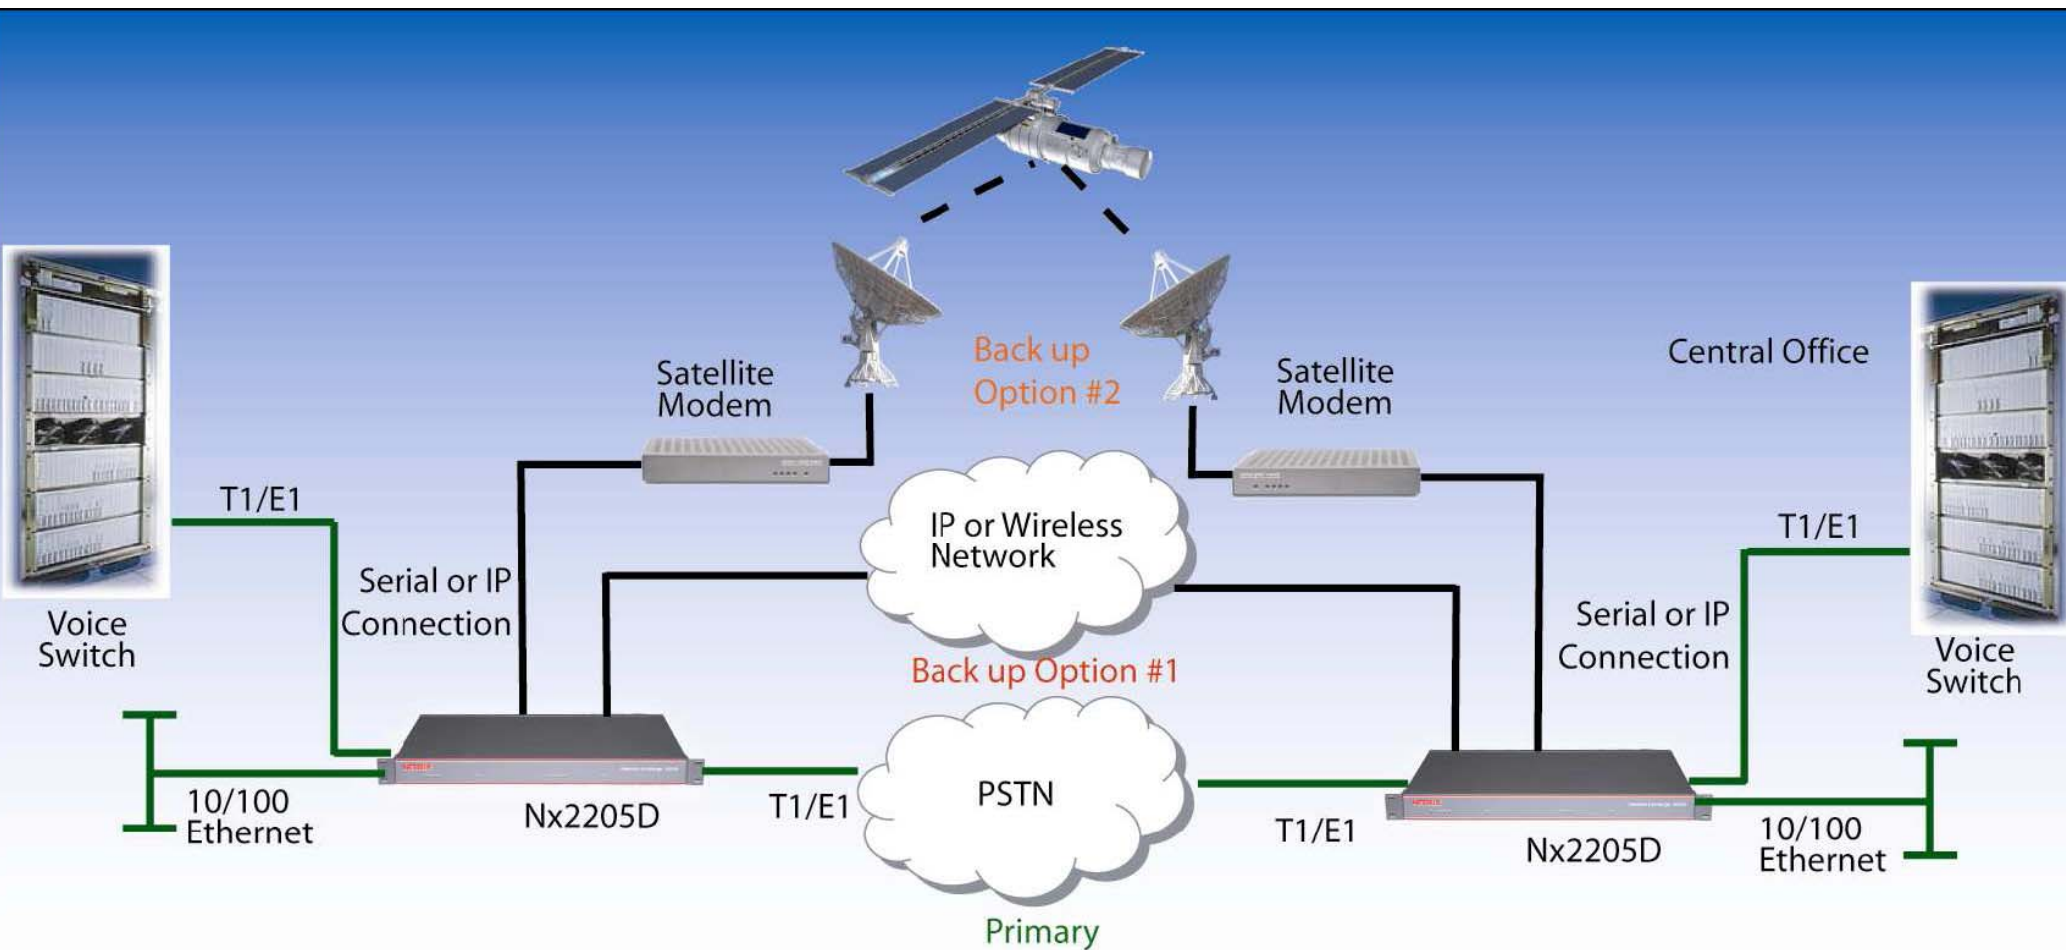 Back up
Option #2
Satellite
Modem
Satellite
Modem
Central Office
T1/E1
IP or Wireless
Network
T1/E1
Serial or IP
Connection
Serial or IP
Connection
Voice
Switch
Voice
Switch
Back up Option #1
10/100
Ethernet
Nx2205D
T1/E1
PSTN
T1/E1
Nx2205D
10/100
Ethernet
Primary